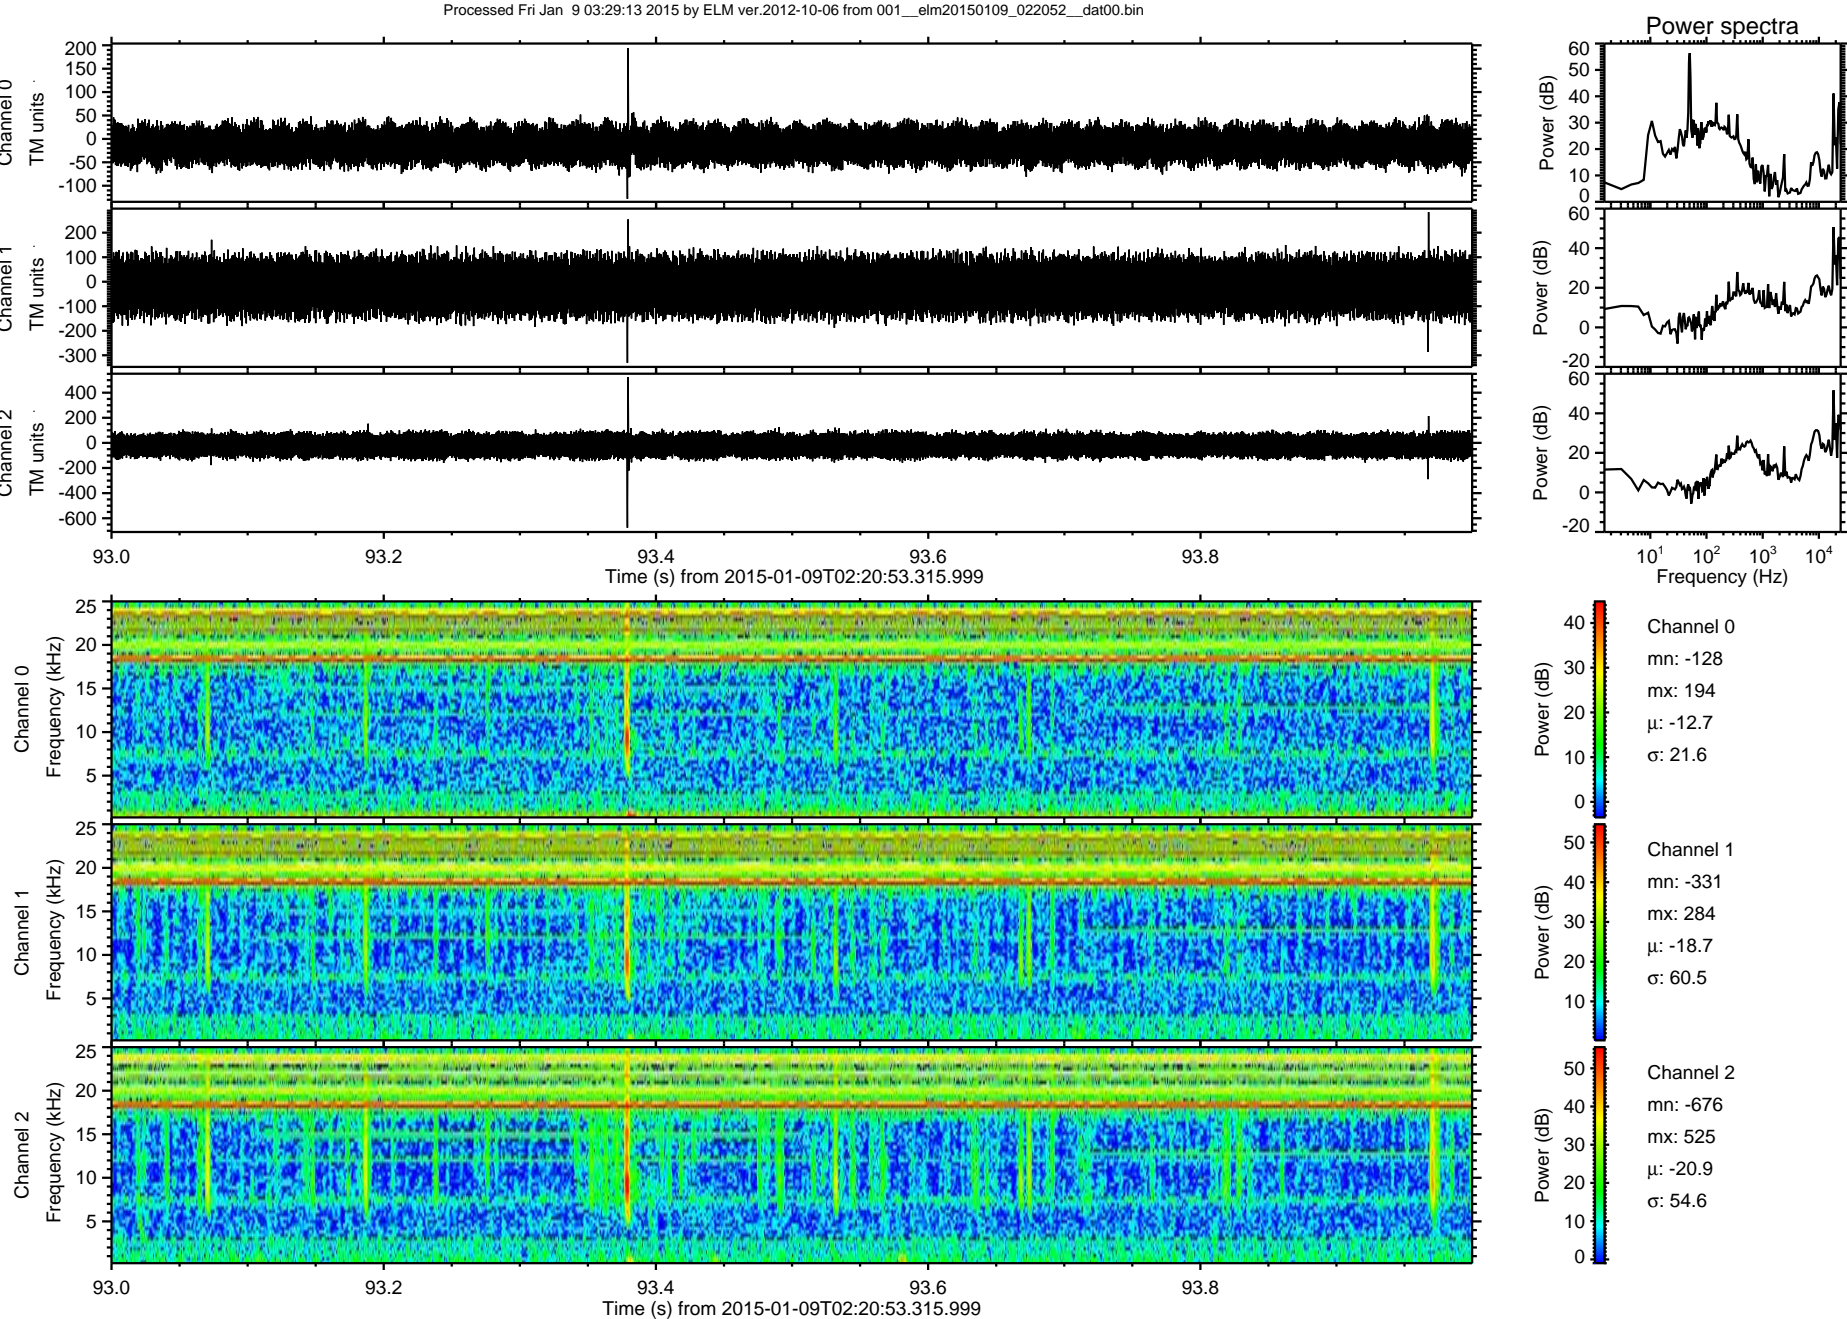 Processed Fri Jan  9 03:29:13 2015 by ELM ver.2012-10-06 from 001__elm20150109_022052__dat00.bin
Power spectra
Channel 0
TM units
200
150
100
50
0
-50
-100
Power (dB)
60
50
40
30
20
10
0
Channel 1
TM units
200
100
0
-100
-200
-300
Power (dB)
60
40
20
0
-20
Channel 2
TM units
400
200
0
-200
-400
-600
Power (dB)
60
40
20
0
-20
93.0 93.2 93.4 93.6 93.8
Time (s) from 2015-01-09T02:20:53.315.999
10^1 10^2 10^3 10^4
Frequency (Hz)
Channel 0
Frequency (kHz)
25
20
15
10
5
Power (dB)
40
30
20
10
0
Channel 0
mn: -128
mx: 194
μ: -12.7
σ: 21.6
Channel 1
Frequency (kHz)
25
20
15
10
5
Power (dB)
50
40
30
20
10
Channel 1
mn: -331
mx: 284
μ: -18.7
σ: 60.5
Channel 2
Frequency (kHz)
25
20
15
10
5
Power (dB)
50
40
30
20
10
0
Channel 2
mn: -676
mx: 525
μ: -20.9
σ: 54.6
93.0 93.2 93.4 93.6 93.8
Time (s) from 2015-01-09T02:20:53.315.999